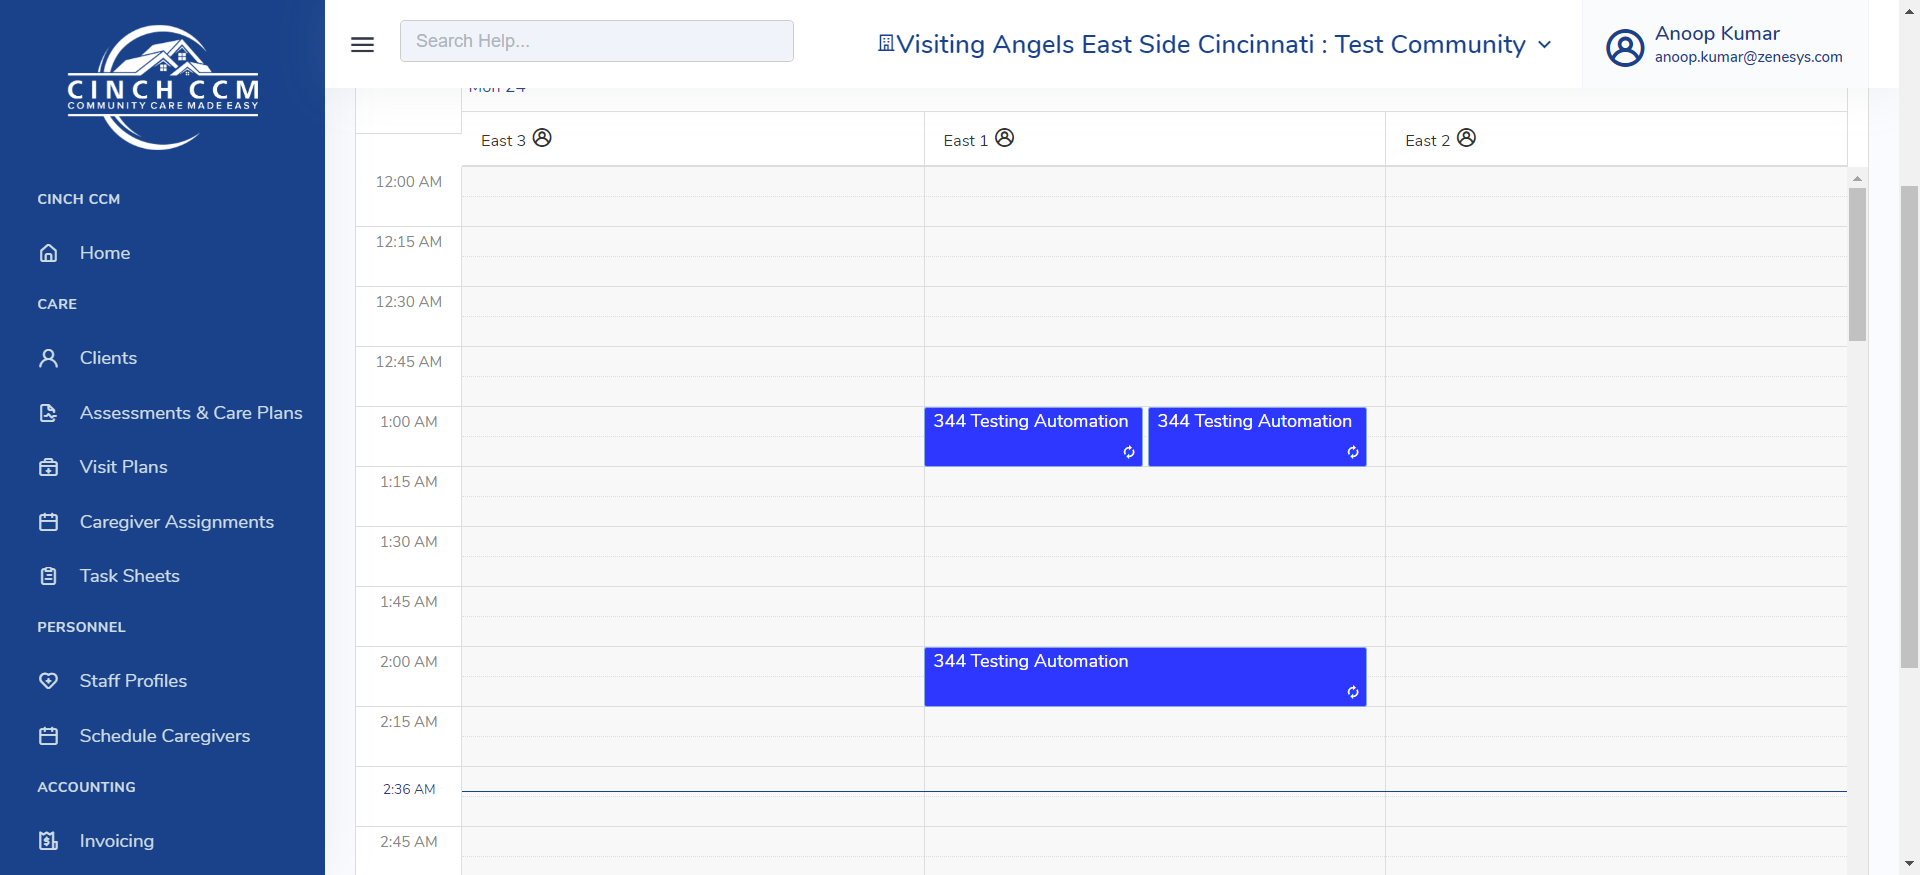 CINCH CCM
COMMUNITY CARE MADE EASY
CINCH CCM
Home
CARE
Clients
Assessments & Care Plans
Visit Plans
Caregiver Assignments
Task Sheets
PERSONNEL
Staff Profiles
Schedule Caregivers
ACCOUNTING
Invoicing
Search Help...
Visiting Angels East Side Cincinnati : Test Community
Anoop Kumar
anoop.kumar@zenesys.com
Mon 24
East 3
East 1
East 2
12:00 AM
12:15 AM
12:30 AM
12:45 AM
1:00 AM
344 Testing Automation
344 Testing Automation
1:15 AM
1:30 AM
1:45 AM
2:00 AM
344 Testing Automation
2:15 AM
2:36 AM
2:45 AM